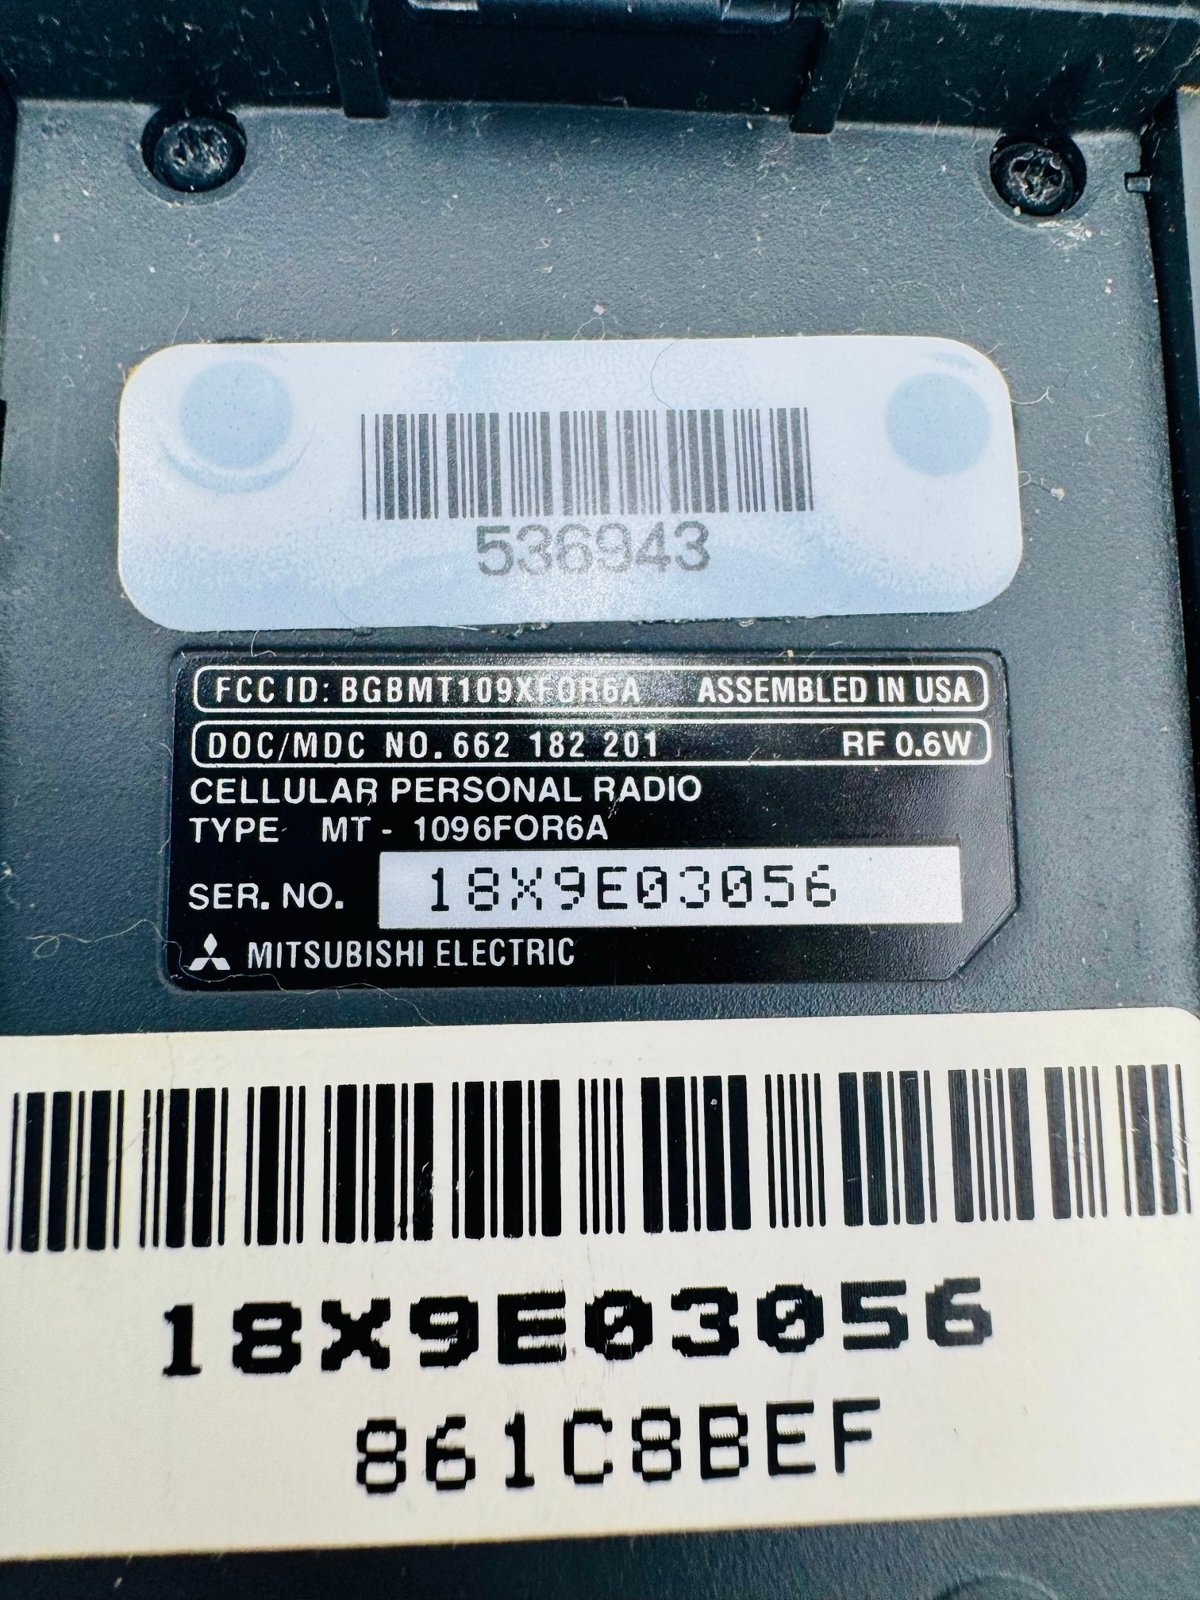 536943
FCC ID: BGBMT109XFOR6A ASSEMBLED IN USA
DOC/MDC NO. 662 182 201 RF 0.6W
CELLULAR PERSONAL RADIO
TYPE MT - 1096FOR6A
SER. NO. 18X9E03056
MITSUBISHI ELECTRIC
18X9E03056
861C8BEF